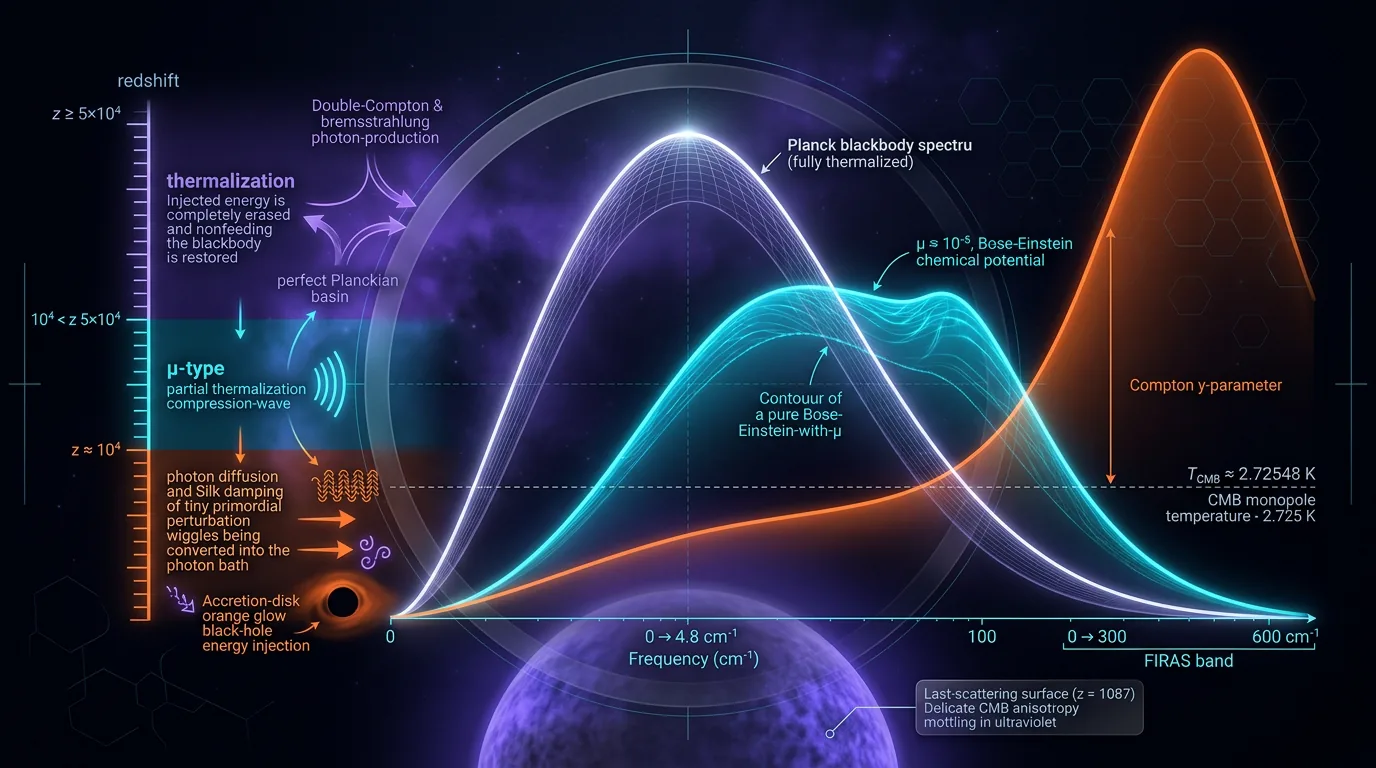 redshift
z ≥ 5×10⁴
Double-Compton &
bremsstrahlung
photon-production
thermalization
Injected energy is
completely erased
and nonfeeding
the blackbody
is restored
perfect Planckian
basin
10⁴ < z 5×10⁴
μ-type
partial thermalization
compression-wave
z ≈ 10⁴
photon diffusion
and Silk damping
of tiny primordial
perturbation
wiggles being
converted into the
photon bath
Accretion-disk
orange glow
black-hole
energy injection
Planck blackbody spectru
(fully thermalized)
μ ≈ 10⁻⁵, Bose-Einstein
chemical potential
Contouur of
a pure Bose-
Einstein-with-μ
Compton y-parameter
T_CMB ≈ 2.72548 K
CMB monopole
temperature - 2.725 K
0
0 → 4.8 cm⁻¹
100
0 → 300
600 cm⁻¹
Frequency (cm⁻¹)
FIRAS band
Last-scattering surface (z = 1087)
Delicate CMB anisotropy
mottling in ultraviolet